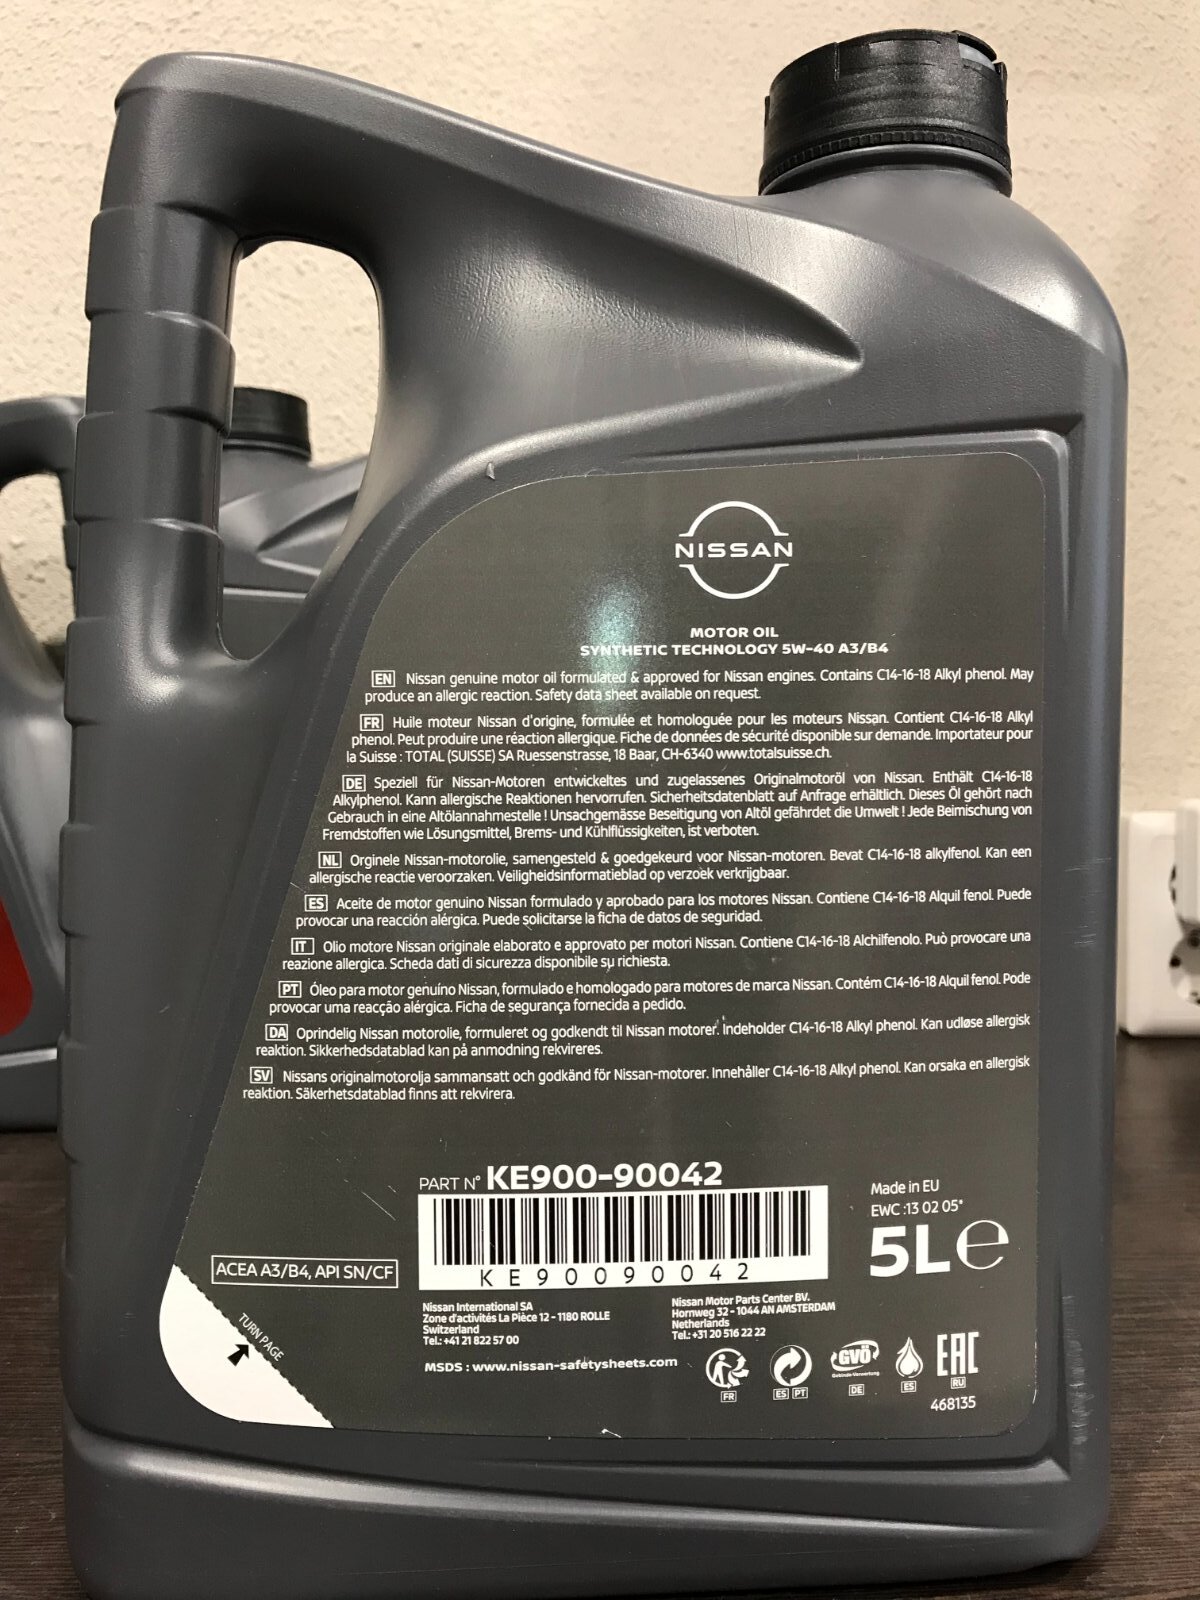 NISSAN
MOTOR OIL
SYNTHETIC TECHNOLOGY 5W-40 A3/B4
EN Nissan genuine motor oil formulated & approved for Nissan engines. Contains C14-16-18 Alkyl phenol. May
produce an allergic reaction. Safety data sheet available on request.
FR Huile moteur Nissan d'origine, formulée et homologuée pour les moteurs Nissan. Contient C14-16-18 Alkyl
phenol. Peut produire une réaction allergique. Fiche de données de sécurité disponible sur demande. Importateur pour
la Suisse : TOTAL (SUISSE) SA Ruessenstrasse, 18 Baar, CH-6340 www.totalsuisse.ch.
DE Speziell für Nissan-Motoren entwickeltes und zugelassenes Originalmotoröl von Nissan. Enthält C14-16-18
Alkylphenol. Kann allergische Reaktionen hervorrufen. Sicherheitsdatenblatt auf Anfrage erhältlich. Dieses Öl gehört nach
Gebrauch in eine Altölannahmestelle ! Unsachgemässe Beseitigung von Altöl gefährdet die Umwelt ! Jede Beimischung von
Fremdstoffen wie Lösungsmittel, Brems- und Kühlflüssigkeiten, ist verboten.
NL Orginele Nissan-motorolie, samengesteld & goedgekeurd voor Nissan-motoren. Bevat C14-16-18 alkylfenol. Kan een
allergische reactie veroorzaken. Veiligheidsinformatieblad op verzoek verkrijgbaar.
ES Aceite de motor genuino Nissan formulado y aprobado para los motores Nissan. Contiene C14-16-18 Alquil fenol. Puede
provocar una reacción alérgica. Puede solicitarse la ficha de datos de seguridad.
IT Olio motore Nissan originale elaborato e approvato per motori Nissan. Contiene C14-16-18 Alchilfenolo. Può provocare una
reazione allergica. Scheda dati di sicurezza disponibile su richiesta.
PT Óleo para motor genuíno Nissan, formulado e homologado para motores de marca Nissan. Contém C14-16-18 Alquil fenol. Pode
provocar uma reacção alérgica. Ficha de segurança fornecida a pedido.
DA Oprindelig Nissan motorolie, formuleret og godkendt til Nissan motorer. Indeholder C14-16-18 Alkyl phenol. Kan udløse allergisk
reaktion. Sikkerhedsdatablad kan på anmodning rekvireres.
SV Nissans originalmotorolja sammansatt och godkänd för Nissan-motorer. Innehåller C14-16-18 Alkyl phenol. Kan orsaka en allergisk
reaktion. Säkerhetsdatablad finns att rekvirera.
PART N° KE900-90042
KE90090042
Made in EU
EWC :13 02 05*
5L e
ACEA A3/B4, API SN/CF
TURN PAGE
Nissan International SA
Zone d'activités La Pièce 12 - 1180 ROLLE
Switzerland
Tel.: +41 21 822 57 00
Nissan Motor Parts Center BV.
Hornweg 32 - 1044 AN AMSTERDAM
Netherlands
Tel.: +31 20 516 22 22
MSDS : www.nissan-safetysheets.com
FR
ES PT
GVÖ
Gebinde-Verwertung
DE
ES
EAC
RU
468135